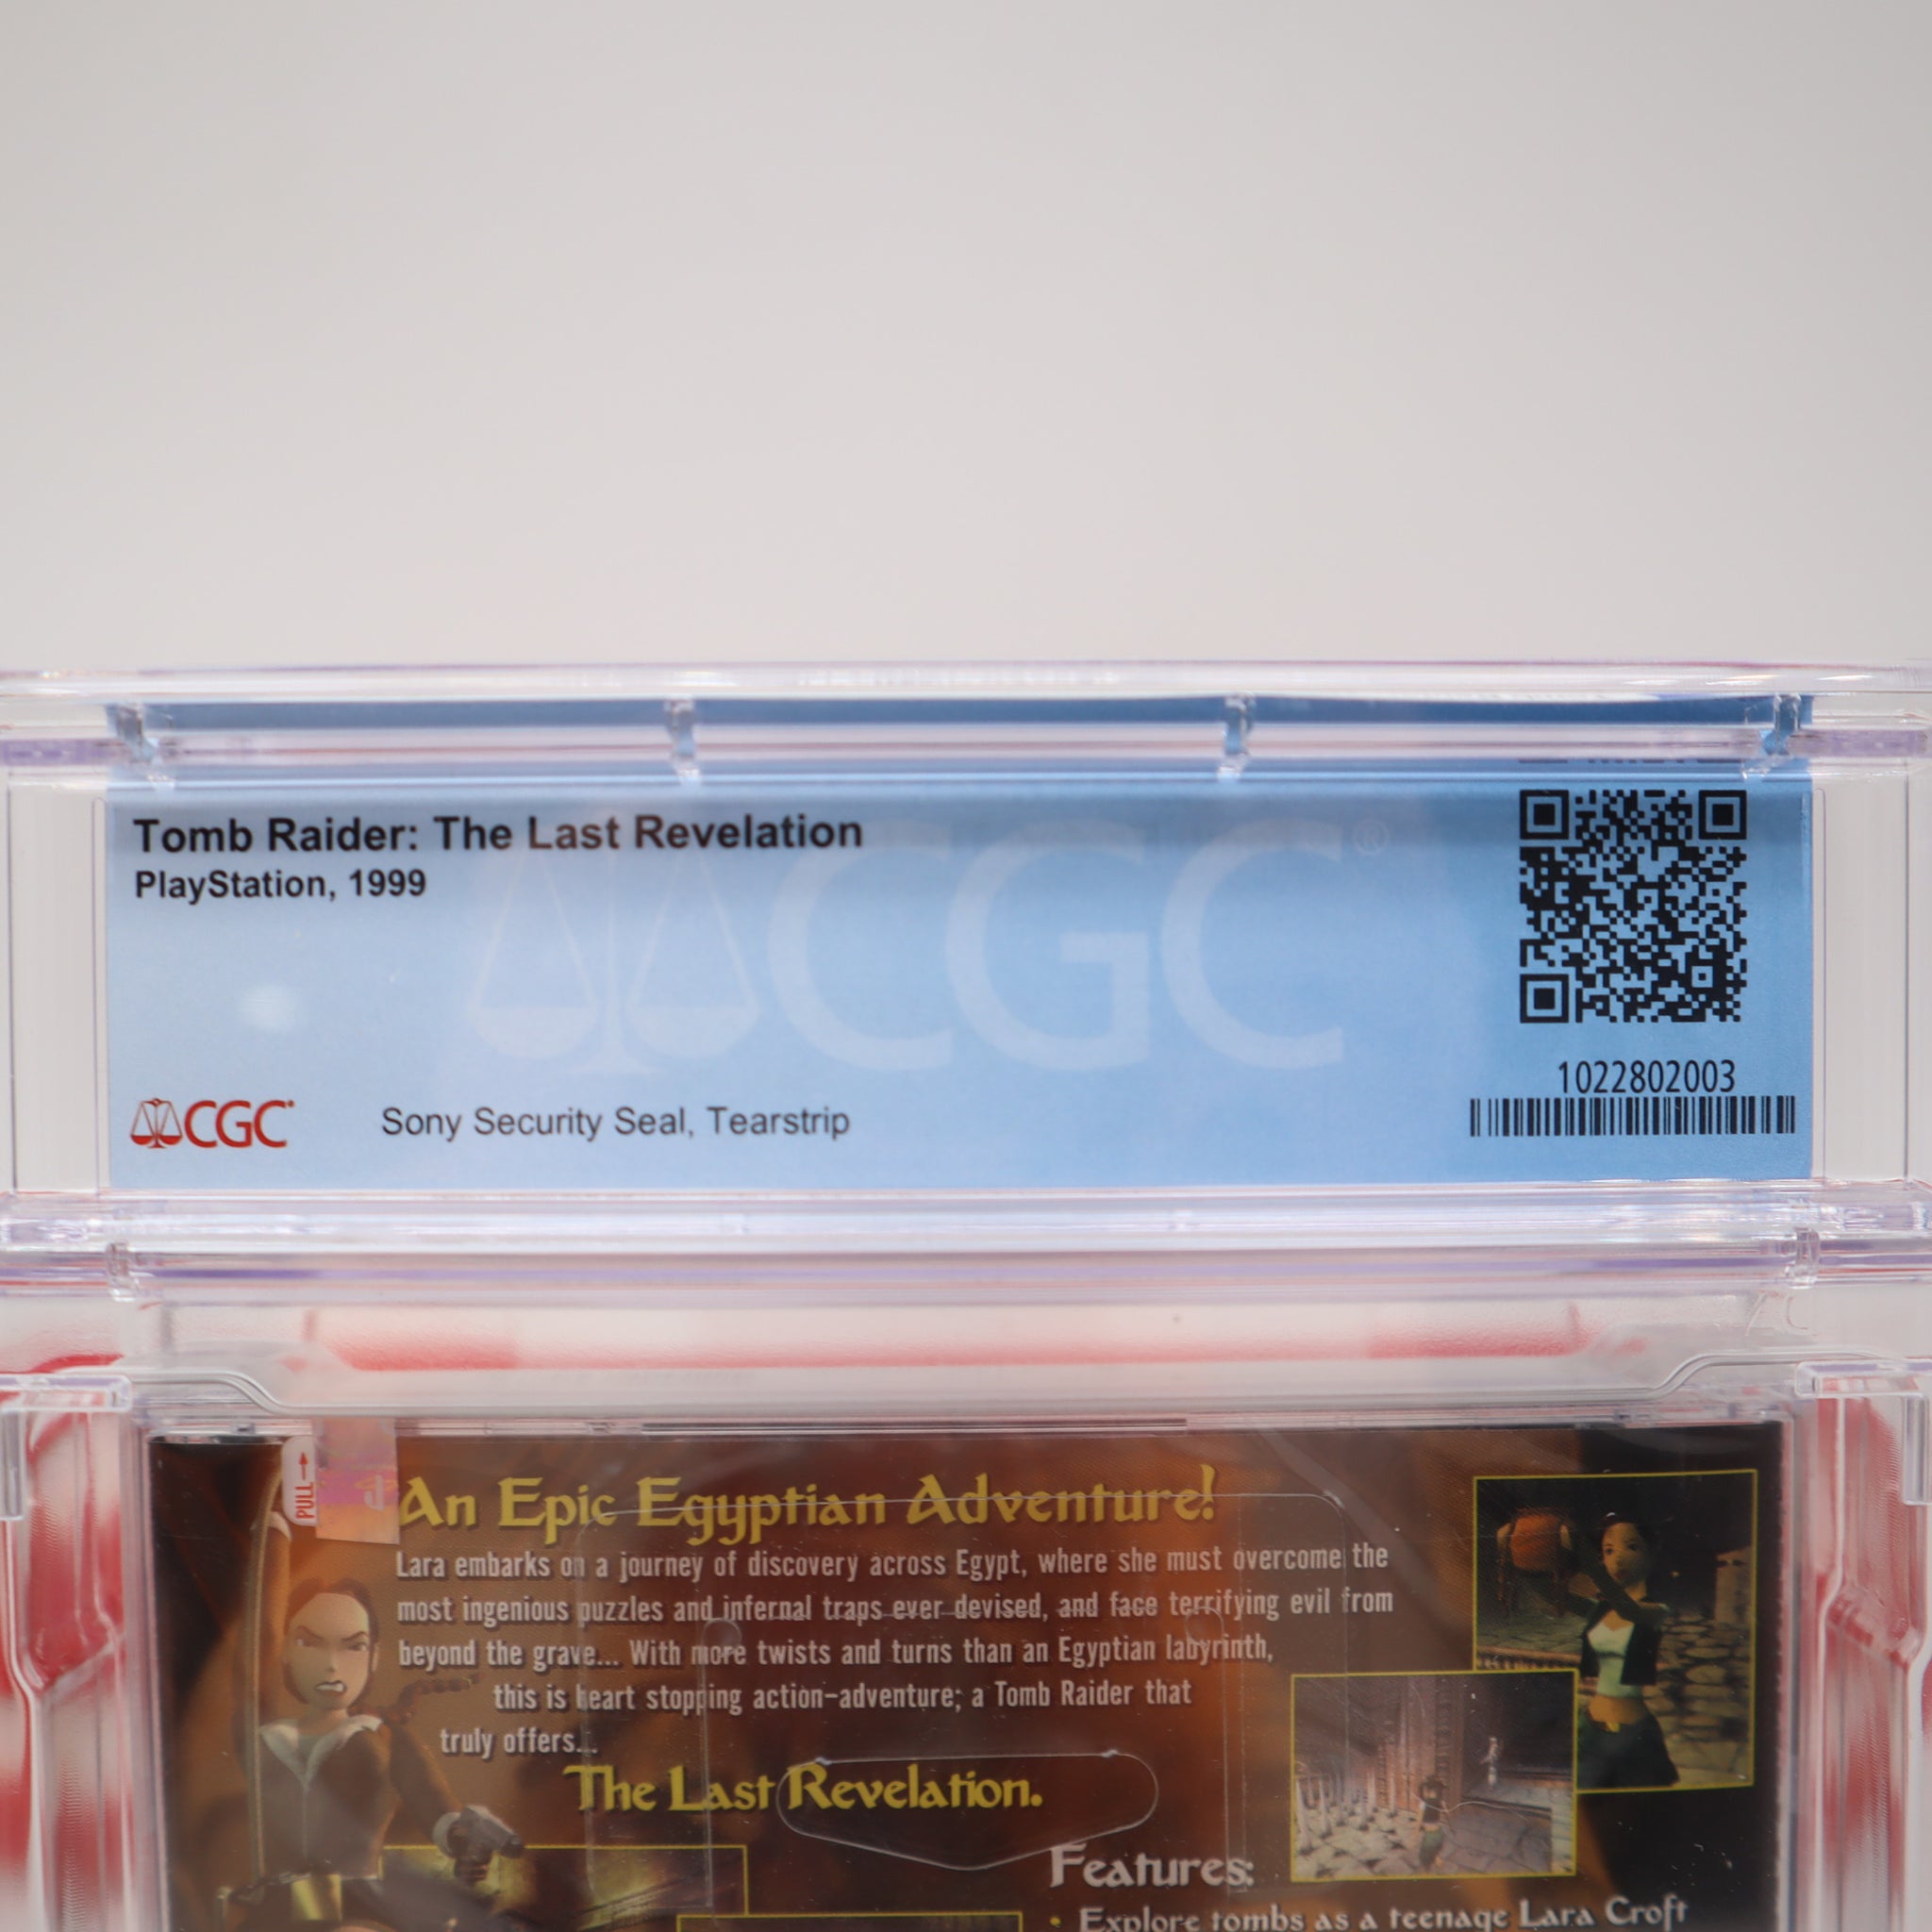 Tomb Raider: The Last Revelation
PlayStation, 1999
CGC®
1022802003
CGC
Sony Security Seal, Tearstrip
PULL→
An Epic Egyptian Adventure!
Lara embarks on a journey of discovery across Egypt, where she must overcome the
most ingenious puzzles and infernal traps ever devised, and face terrifying evil from
beyond the grave... With more twists and turns than an Egyptian labyrinth,
this is heart stopping action-adventure; a Tomb Raider that
truly offers...
The Last Revelation.
Features:
• Explore tombs as a teenage Lara Croft